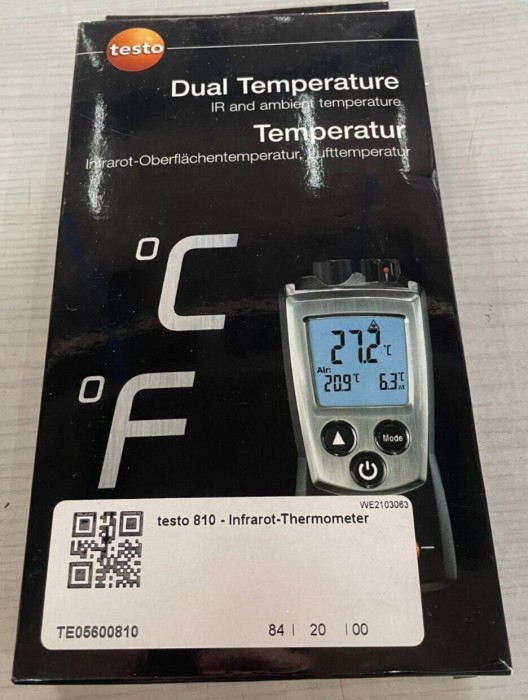 testo
Dual Temperature
IR and ambient temperature
Temperatur
Infrarot-Oberflächentemperatur, Lufttemperatur
°C
°F
27.2 °C
Air:
20.9 °C 6.3 °C
Δt
▲ Mode
WE2103063
testo 810 - Infrarot-Thermometer
TE05600810 84 | 20 | 00